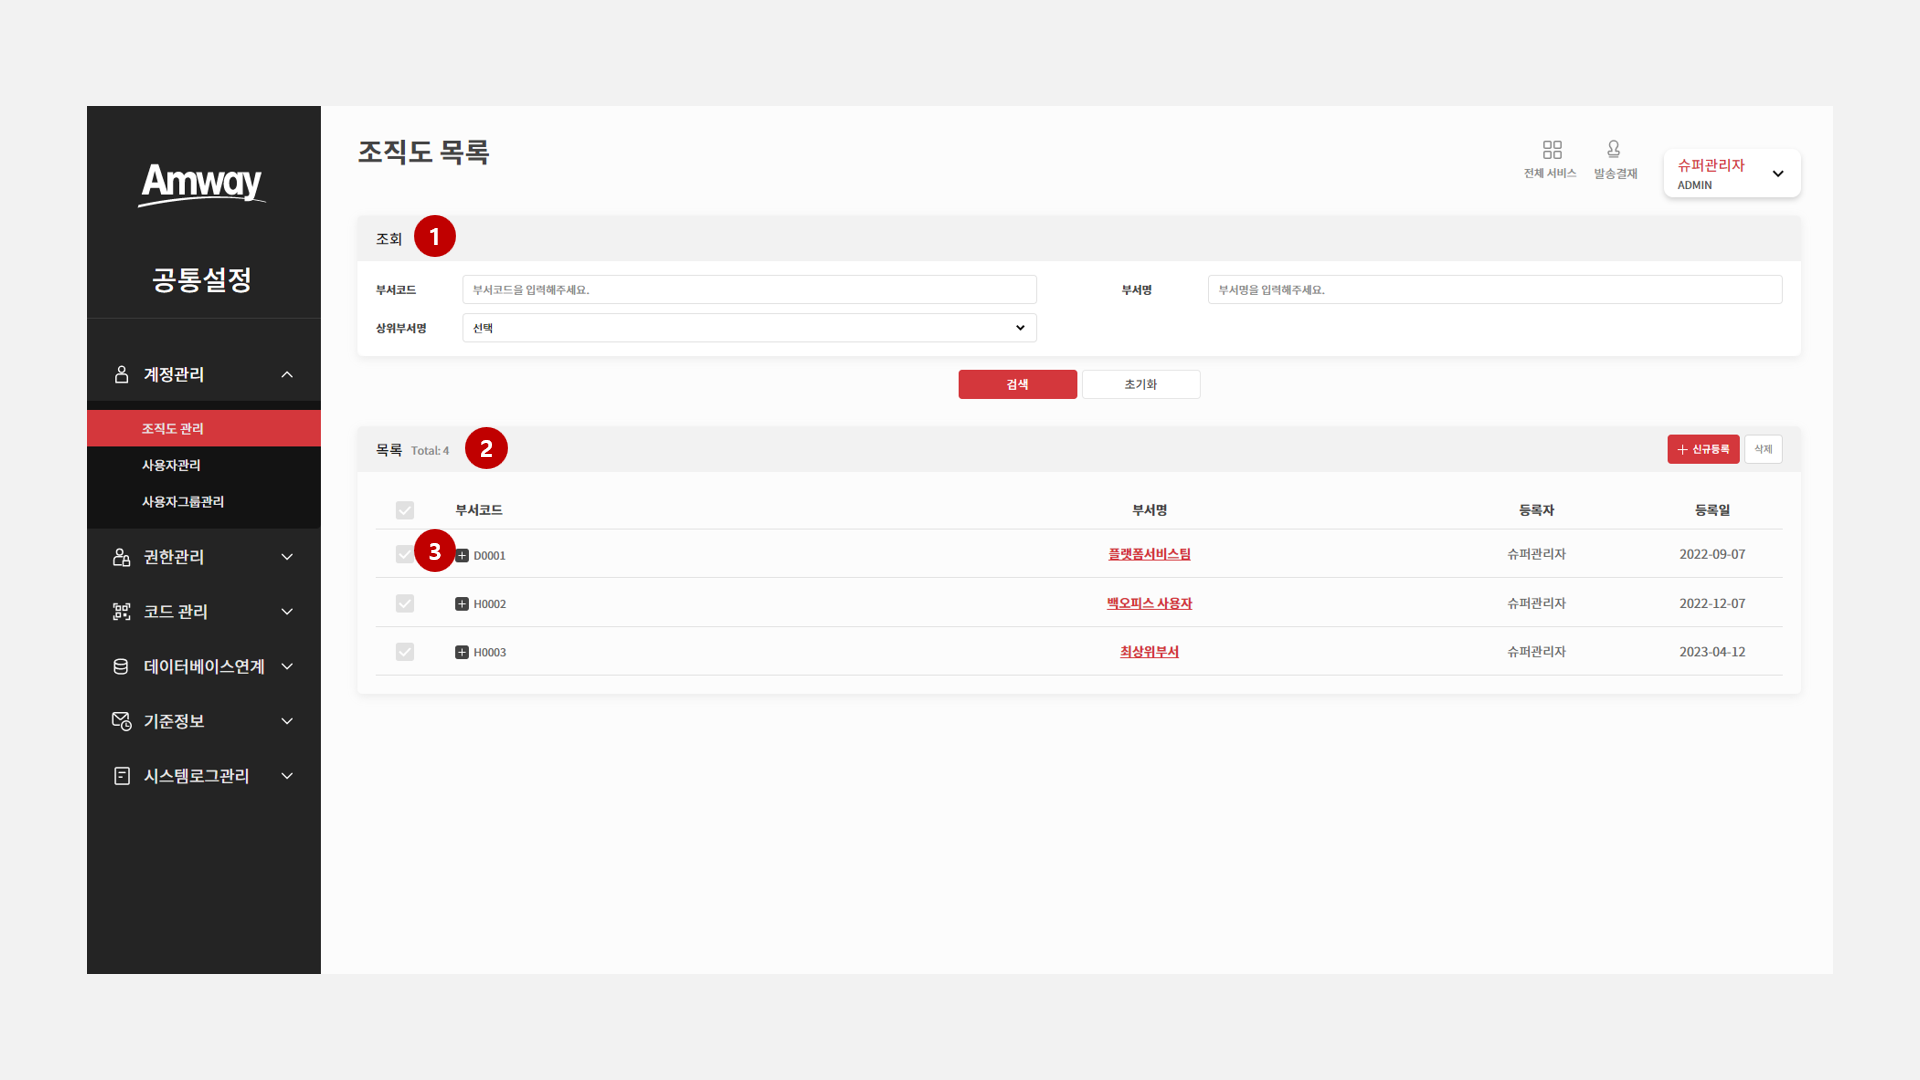 Amway
공통설정
계정관리
조직도 관리
사용자관리
사용자그룹관리
권한관리
코드 관리
데이터베이스연계
기준정보
시스템로그관리
조직도 목록
전체 서비스
발송결재
슈퍼관리자
ADMIN
조회 1
부서코드 부서코드을 입력해주세요. 부서명 부서명을 입력해주세요.
상위부서명 선택
검색 초기화
목록 Total: 4 2 신규등록 삭제
부서코드 부서명 등록자 등록일
3 D0001 플랫폼서비스팀 슈퍼관리자 2022-09-07
H0002 백오피스 사용자 슈퍼관리자 2022-12-07
H0003 최상위부서 슈퍼관리자 2023-04-12